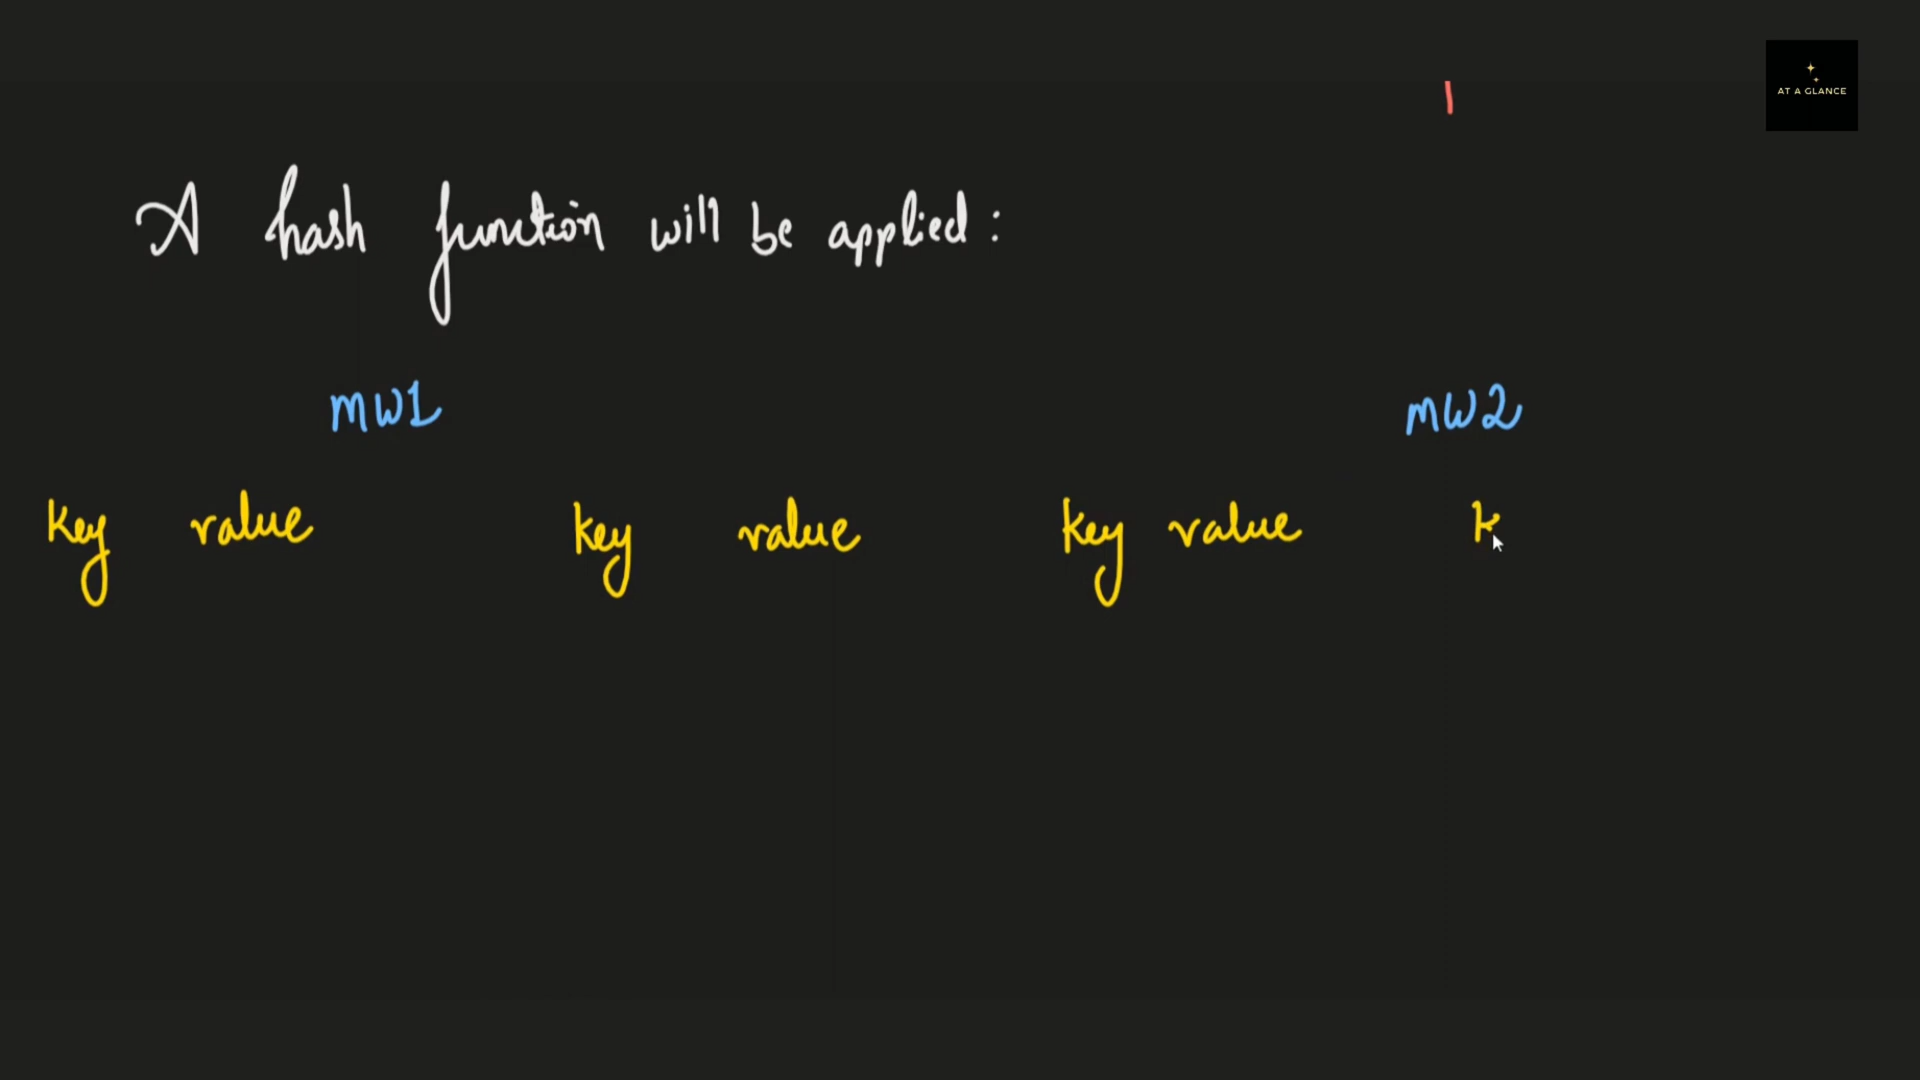 AT A GLANCE
A hash function will be applied:
MW1 MW2
key value key value key value k